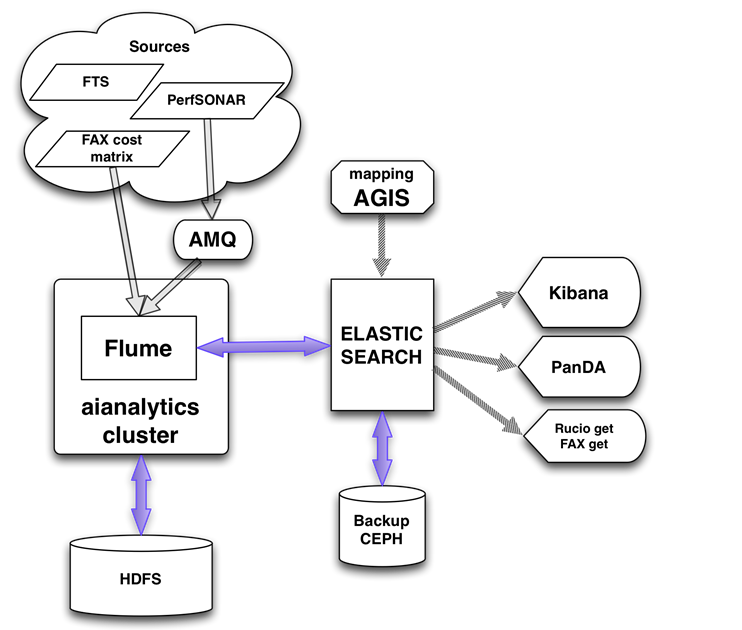 Sources
FTS
PerfSONAR
FAX cost
matrix
mapping
AGIS
AMQ
Kibana
Flume
ELASTIC
SEARCH
PanDA
aianalytics
cluster
Rucio get
FAX get
Backup
CEPH
HDFS